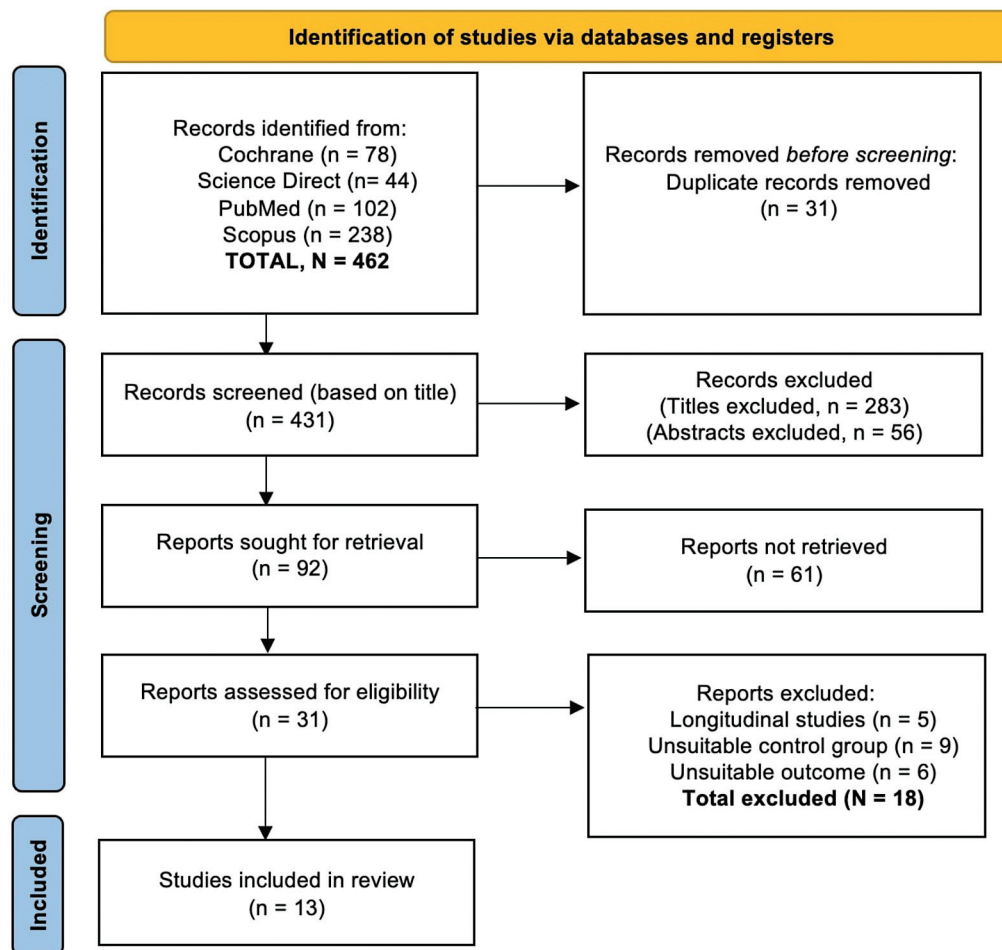 Identification of studies via databases and registers
Identification
Records identified from:
Cochrane (n = 78)
Science Direct (n= 44)
PubMed (n = 102)
Scopus (n = 238)
TOTAL, N = 462
Records removed before screening:
Duplicate records removed
(n = 31)
Screening
Records screened (based on title)
(n = 431)
Records excluded
(Titles excluded, n = 283)
(Abstracts excluded, n = 56)
Reports sought for retrieval
(n = 92)
Reports not retrieved
(n = 61)
Reports assessed for eligibility
(n = 31)
Reports excluded:
Longitudinal studies (n = 5)
Unsuitable control group (n = 9)
Unsuitable outcome (n = 6)
Total excluded (N = 18)
Included
Studies included in review
(n = 13)